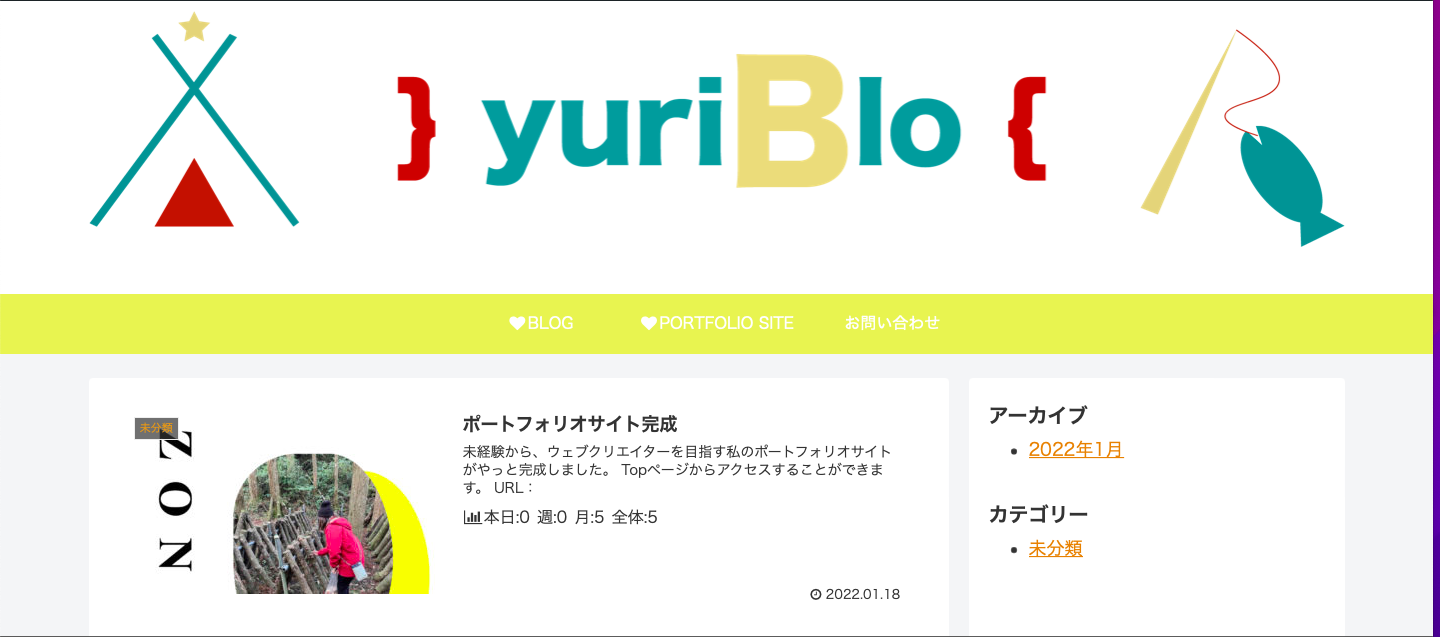 } yuriBlo {
BLOG
PORTFOLIO SITE
お問い合わせ
未分類
NOZ
ポートフォリオサイト完成
未経験から、ウェブクリエイターを目指す私のポートフォリオサイト
がやっと完成しました。 Topページからアクセスすることができま
す。 URL：
本日:0 週:0 月:5 全体:5
2022.01.18
アーカイブ
2022年1月
カテゴリー
未分類